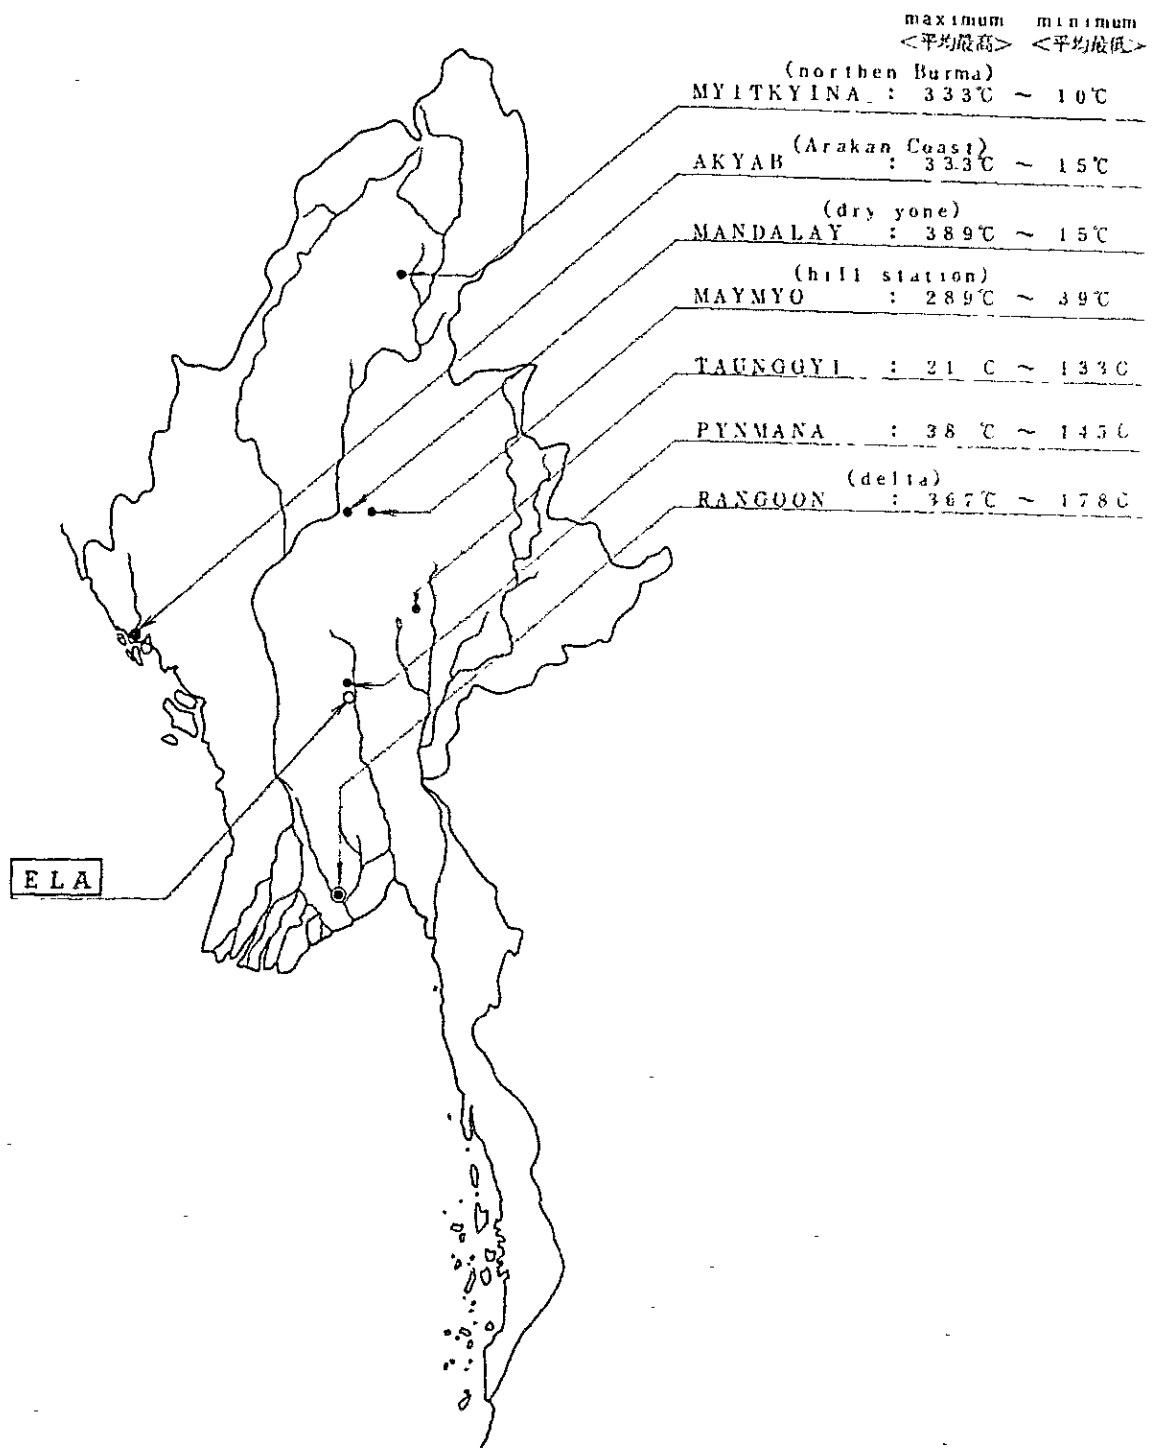 maximum minimum
<平均最高> <平均最低>
(northen Burma)
MYITKYINA : 333℃ ~ 10℃
(Arakan Coast)
AKYAB : 33.3℃ ~ 15℃
(dry yone)
MANDALAY : 389℃ ~ 15℃
(hill station)
MAYMYO : 289℃ ~ 39℃
TAUNGGYI : 21 C ~ 133C
PYNMANA : 38 ℃ ~
(delta)
RANGOON : 367℃ ~ 178C
ELA